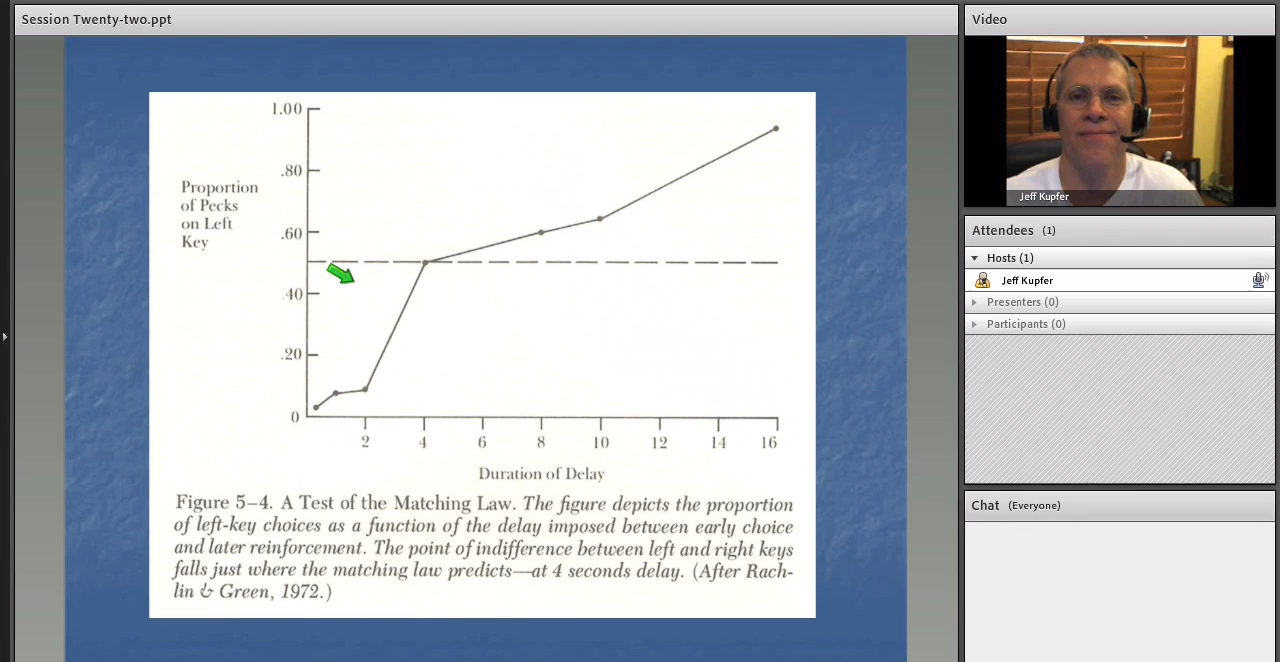 Session Twenty-two.ppt
1.00
.80
Proportion
of Pecks
on Left
Key
.60
.40
.20
0
2 4 6 8 10 12 14 16
Duration of Delay
Figure 5–4. A Test of the Matching Law. The figure depicts the proportion
of left-key choices as a function of the delay imposed between early choice
and later reinforcement. The point of indifference between left and right keys
falls just where the matching law predicts—at 4 seconds delay. (After Rach-
lin & Green, 1972.)
Video
Jeff Kupfer
Attendees (1)
Hosts (1)
Jeff Kupfer
Presenters (0)
Participants (0)
Chat (Everyone)